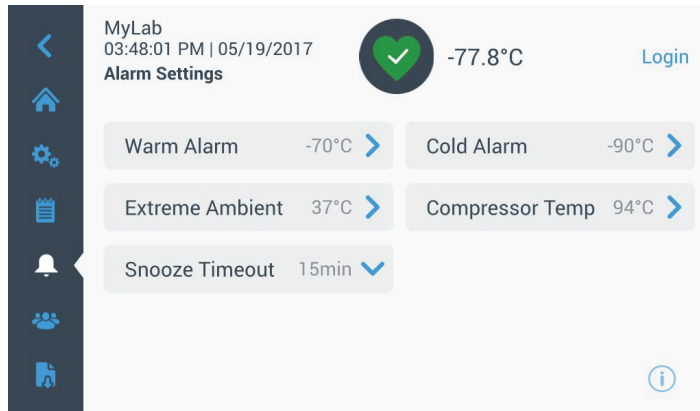 MyLab
03:48:01 PM | 05/19/2017
Alarm Settings
-77.8°C
Login
Warm Alarm -70°C
Cold Alarm -90°C
Extreme Ambient 37°C
Compressor Temp 94°C
Snooze Timeout 15min
i